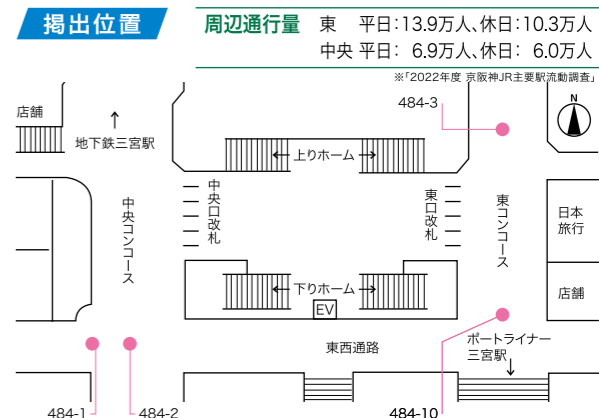 掲出位置
周辺通行量 東 平日:13.9万人、休日:10.3万人
中央 平日: 6.9万人、休日: 6.0万人
※「2022年度 京阪神JR主要駅流動調査」
484-3
N
店舗
地下鉄三宮駅
上りホーム
中央コンコース
中央口改札
東口改札
東コンコース
日本
旅行
下りホーム
EV
店舗
東西通路
ポートライナー
三宮駅
484-1
484-2
484-10